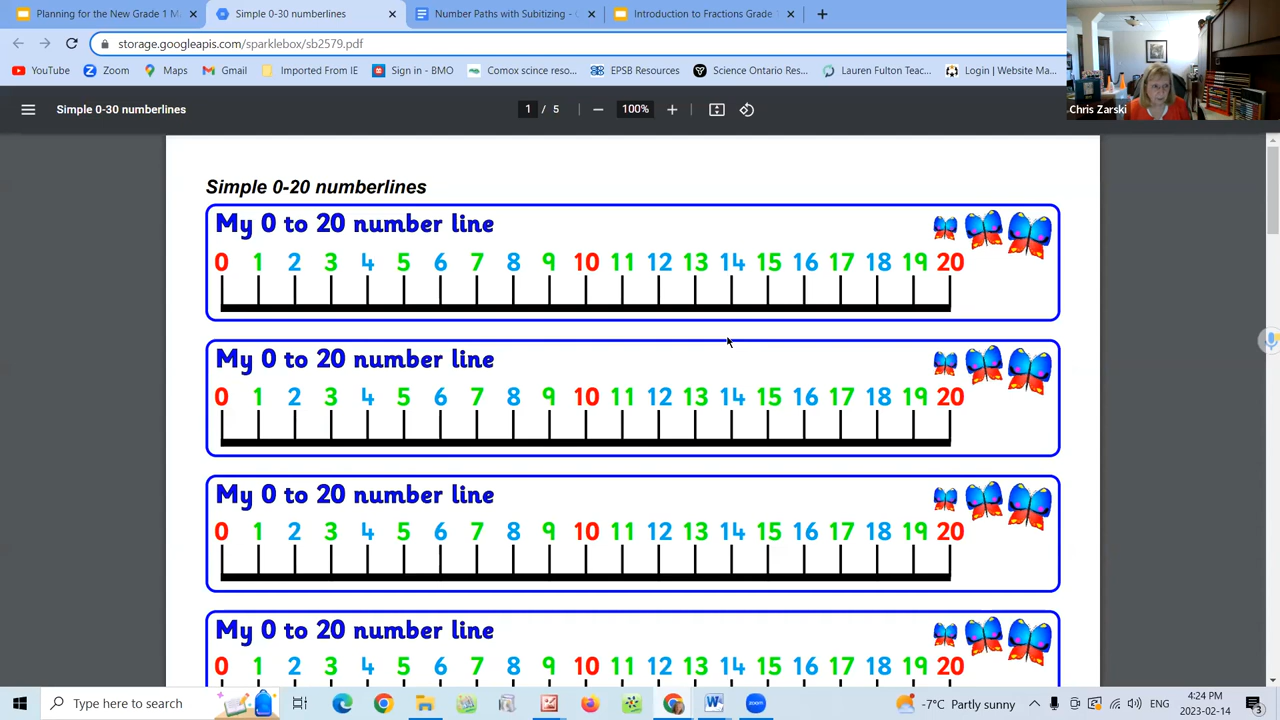 Planning for the New Grade 1 M
Simple 0-30 numberlines
Number Paths with Subitizing -
Introduction to Fractions Grade
storage.googleapis.com/sparklebox/sb2579.pdf
YouTube Zoom Maps Gmail Imported From IE Sign in - BMO Comox scince reso... EPSB Resources Science Ontario Res... Lauren Fulton Teac... Login | Website Ma...
Simple 0-30 numberlines 1 / 5 100%
Chris Zarski
Simple 0-20 numberlines
My 0 to 20 number line
0 1 2 3 4 5 6 7 8 9 10 11 12 13 14 15 16 17 18 19 20
My 0 to 20 number line
0 1 2 3 4 5 6 7 8 9 10 11 12 13 14 15 16 17 18 19 20
My 0 to 20 number line
0 1 2 3 4 5 6 7 8 9 10 11 12 13 14 15 16 17 18 19 20
My 0 to 20 number line
0 1 2 3 4 5 6 7 8 9 10 11 12 13 14 15 16 17 18 19 20
Type here to search
-7°C Partly sunny
ENG
4:24 PM
2023-02-14
3